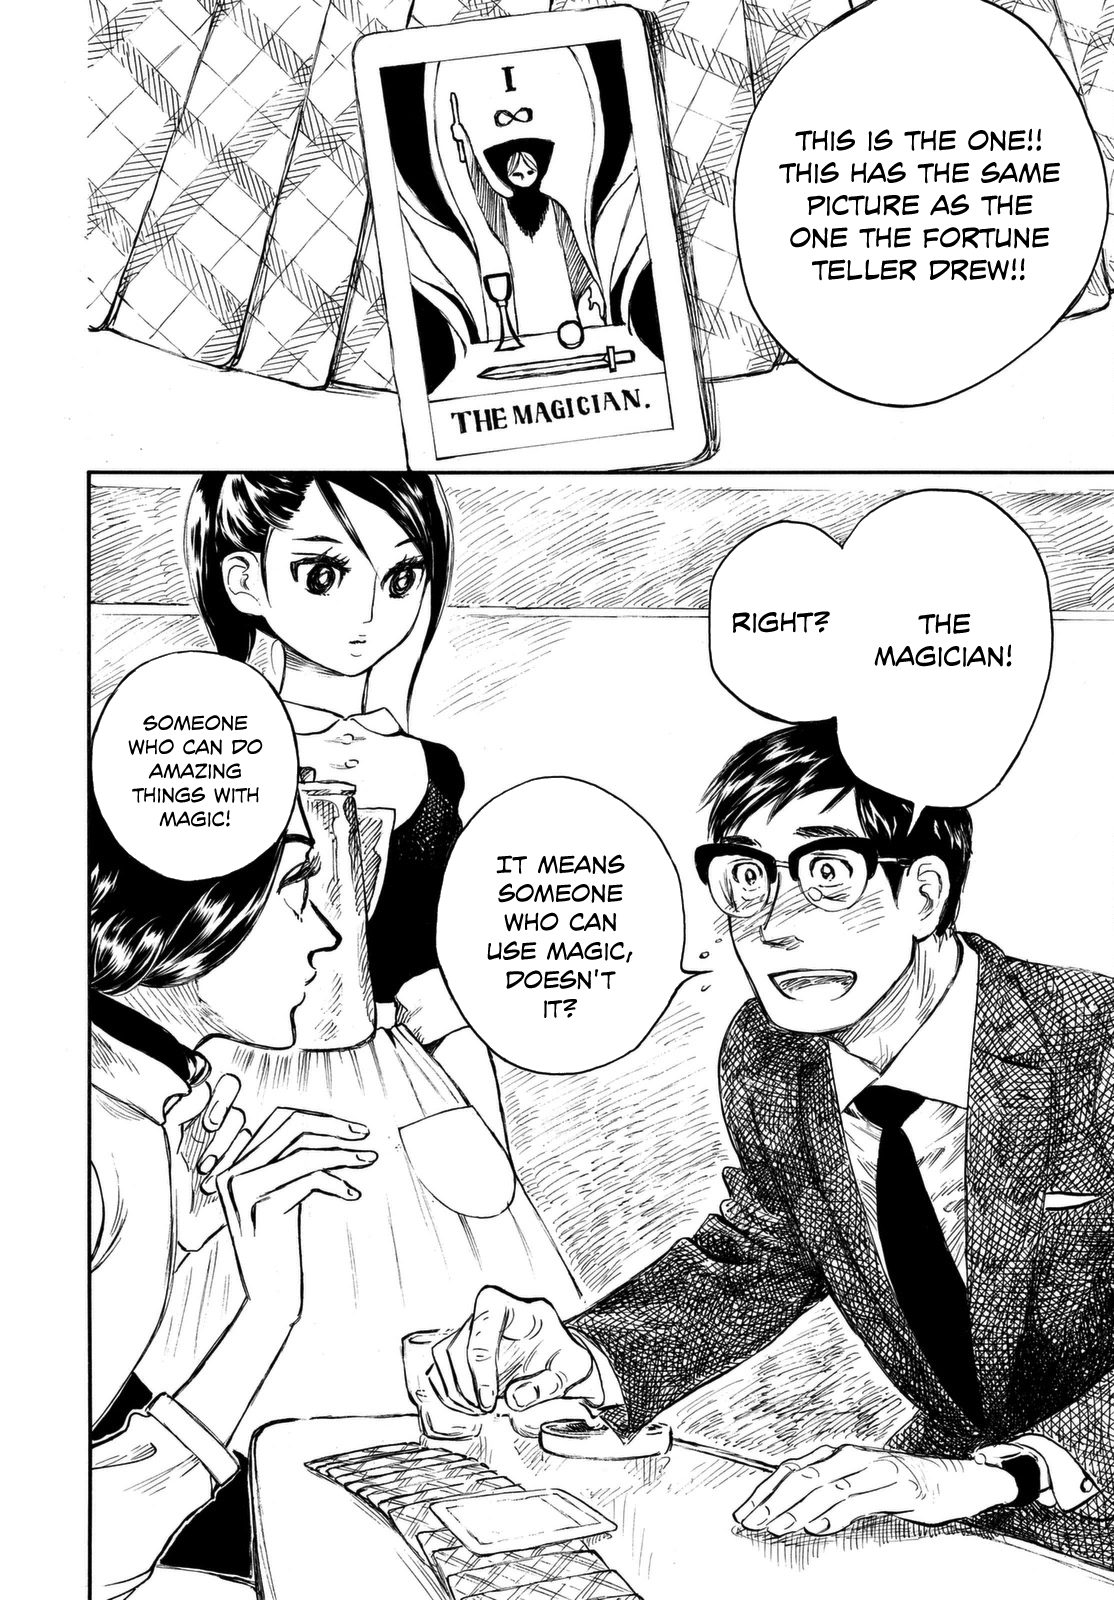 THIS IS THE ONE!!
THIS HAS THE SAME
PICTURE AS THE
ONE THE FORTUNE
TELLER DREW!!
I
THE MAGICIAN.
THE
MAGICIAN!
RIGHT?
IT MEANS
SOMEONE
WHO CAN
USE MAGIC,
DOESN'T
IT?
SOMEONE
WHO CAN DO
AMAZING
THINGS WITH
MAGIC!